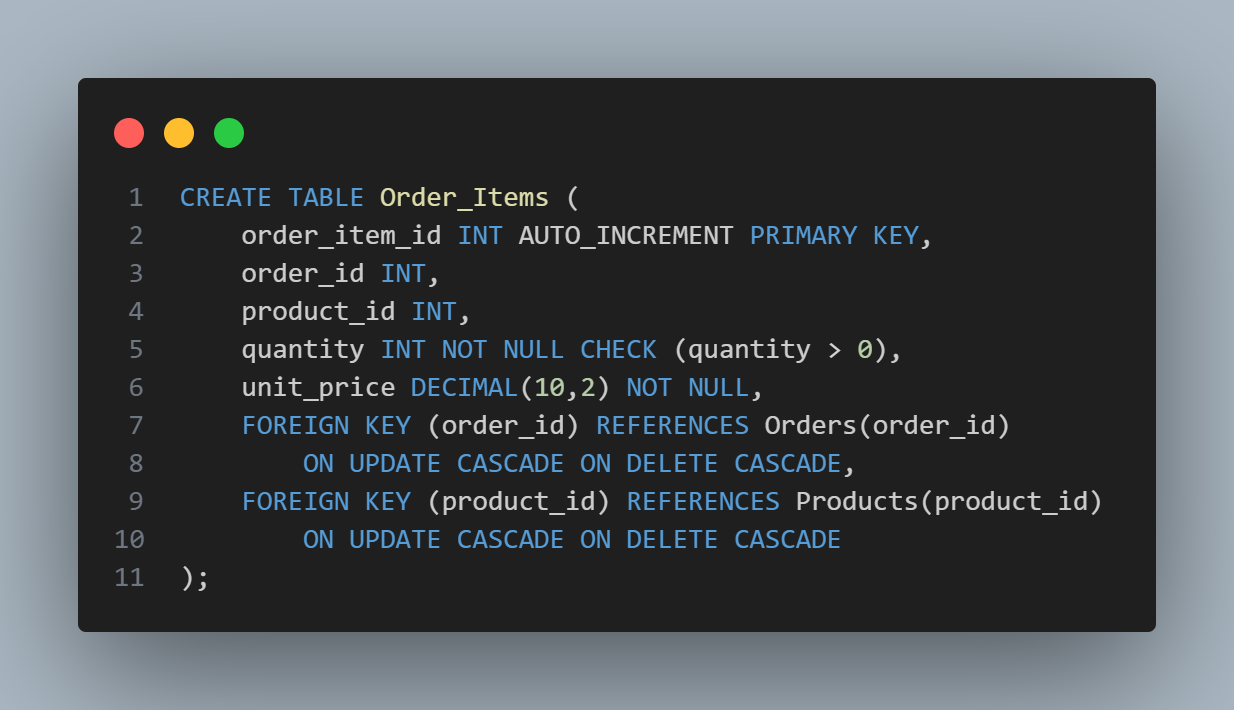 1 CREATE TABLE Order_Items (
2     order_item_id INT AUTO_INCREMENT PRIMARY KEY,
3     order_id INT,
4     product_id INT,
5     quantity INT NOT NULL CHECK (quantity > 0),
6     unit_price DECIMAL(10,2) NOT NULL,
7     FOREIGN KEY (order_id) REFERENCES Orders(order_id)
8         ON UPDATE CASCADE ON DELETE CASCADE,
9     FOREIGN KEY (product_id) REFERENCES Products(product_id)
10         ON UPDATE CASCADE ON DELETE CASCADE
11 );